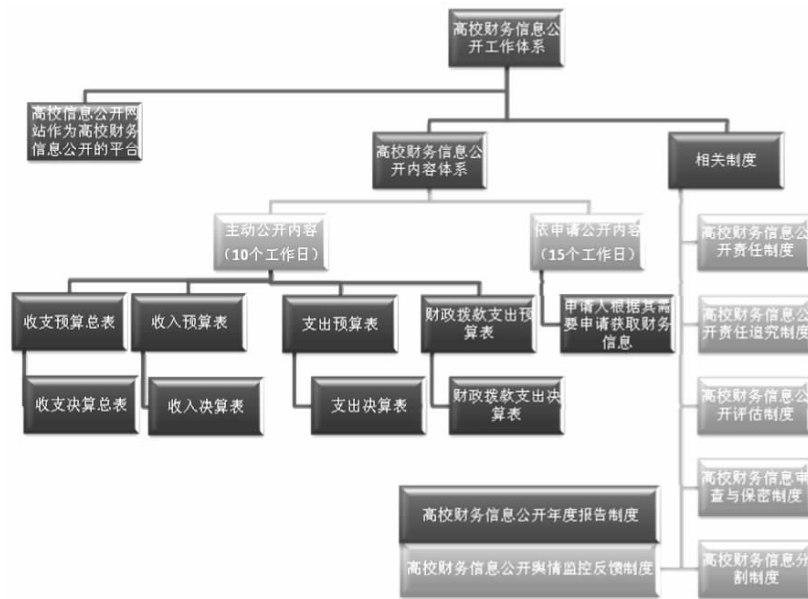 高校财务信息公
开工作体系
高校信息公开网
站作为高校财务
信息公开的平台
高校财务信息公
开内容体系
相关制度
主动公开内容
（10个工作日）
依申请公开内容
（15个工作日）
高校财务信息公
开责任制度
收支预算总表
收入预算表
支出预算表
财政拨款支出预
算表
申请人根据其需
要申请获取财务
信息
高校财务信息公
开责任追究制度
收支决算总表
收入决算表
支出决算表
财政拨款支出决
算表
高校财务信息公
开评估制度
高校财务信息审
查与保密制度
高校财务信息公开年度报告制度
高校财务信息公开舆情监控反馈制度
高校财务信息分
割制度